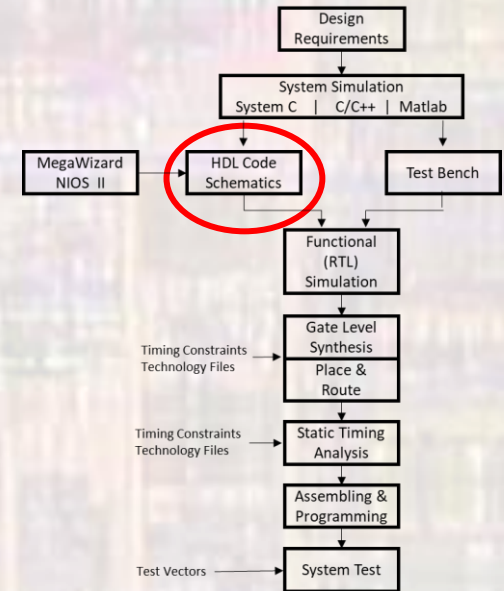 Design
Requirements
System Simulation
System C | C/C++ | Matlab
MegaWizard
NIOS II
HDL Code
Schematics
Test Bench
Functional
(RTL)
Simulation
Timing Constraints
Technology Files
Gate Level
Synthesis
Place &
Route
Timing Constraints
Technology Files
Static Timing
Analysis
Assembling &
Programming
Test Vectors
System Test